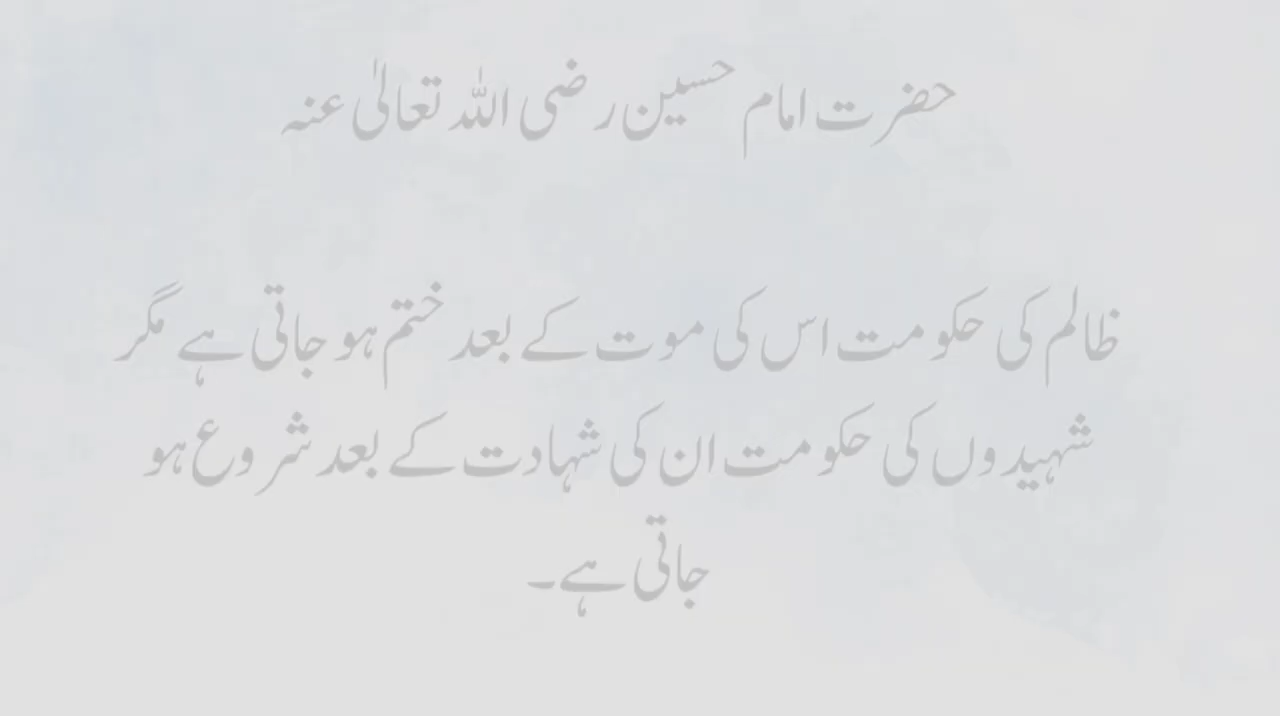 حضرت امام حسین رضی اللہ تعالیٰ عنہ
ظالم کی حکومت اس کی موت کے بعد ختم ہو جاتی ہے مگر
شہیدوں کی حکومت ان کی شہادت کے بعد شروع ہو
جاتی ہے۔